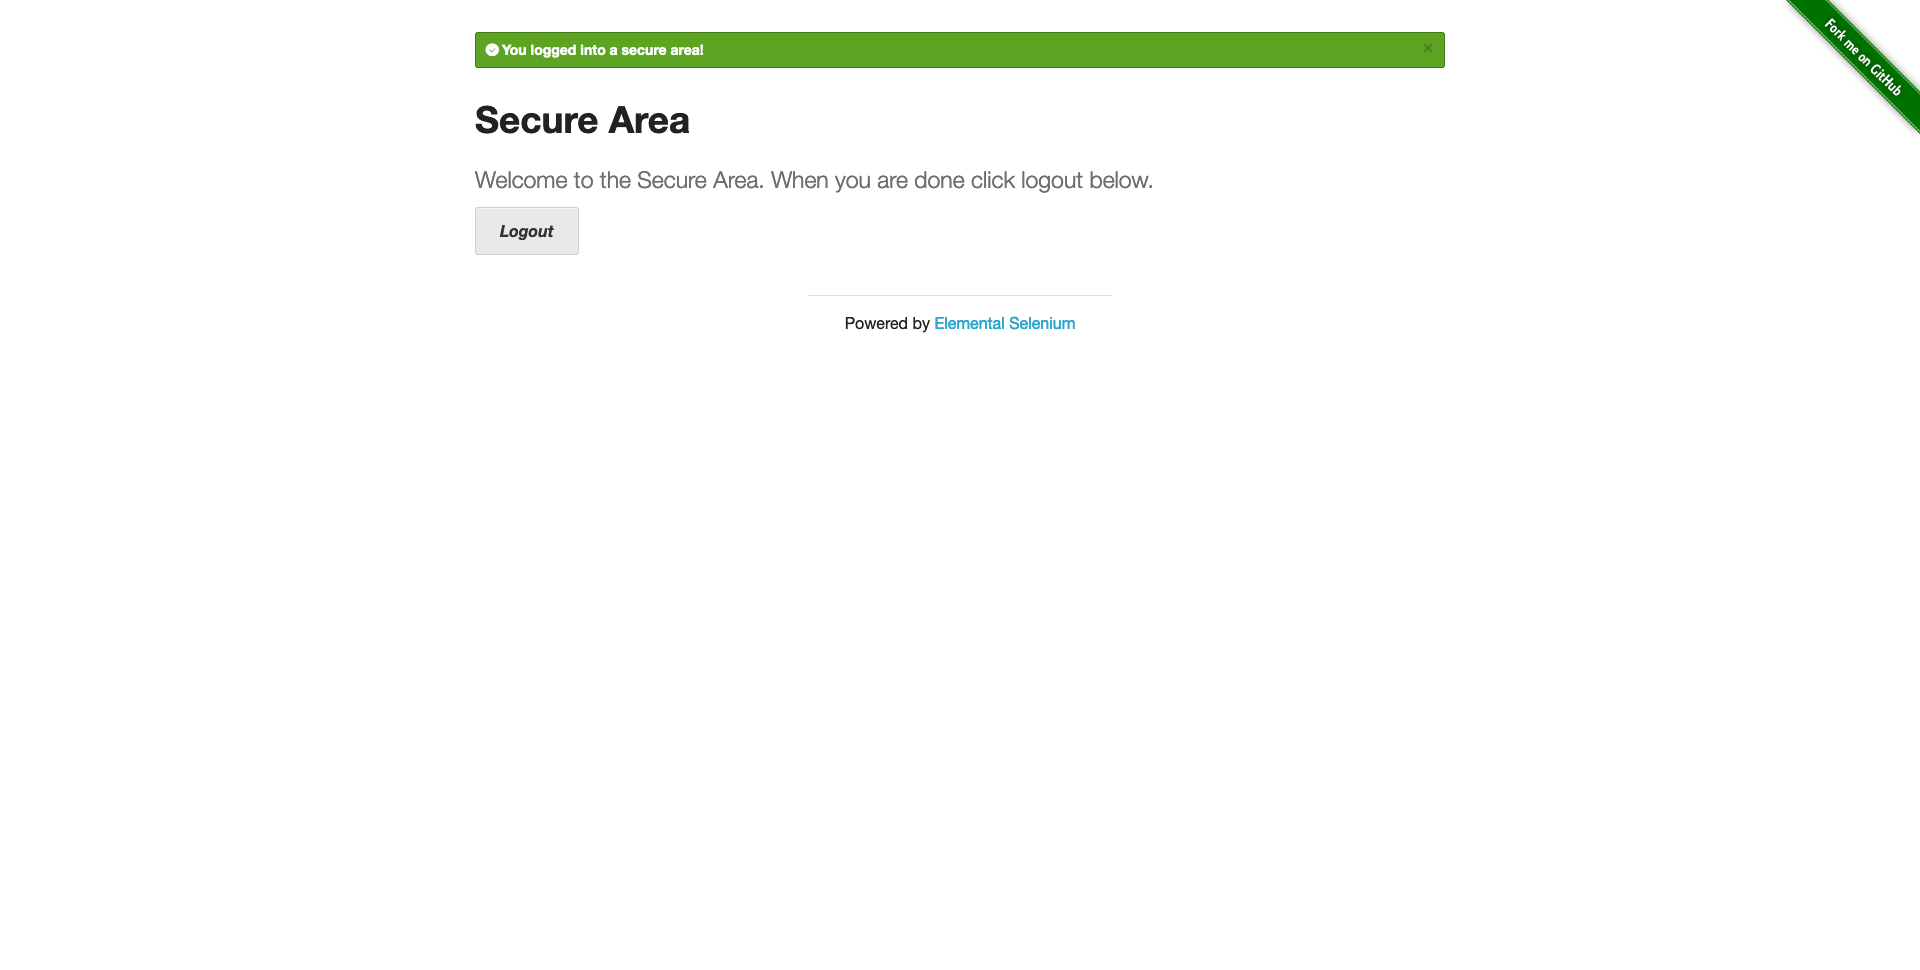 You logged into a secure area!
×
Fork me on GitHub
Secure Area
Welcome to the Secure Area. When you are done click logout below.
Logout
Powered by Elemental Selenium